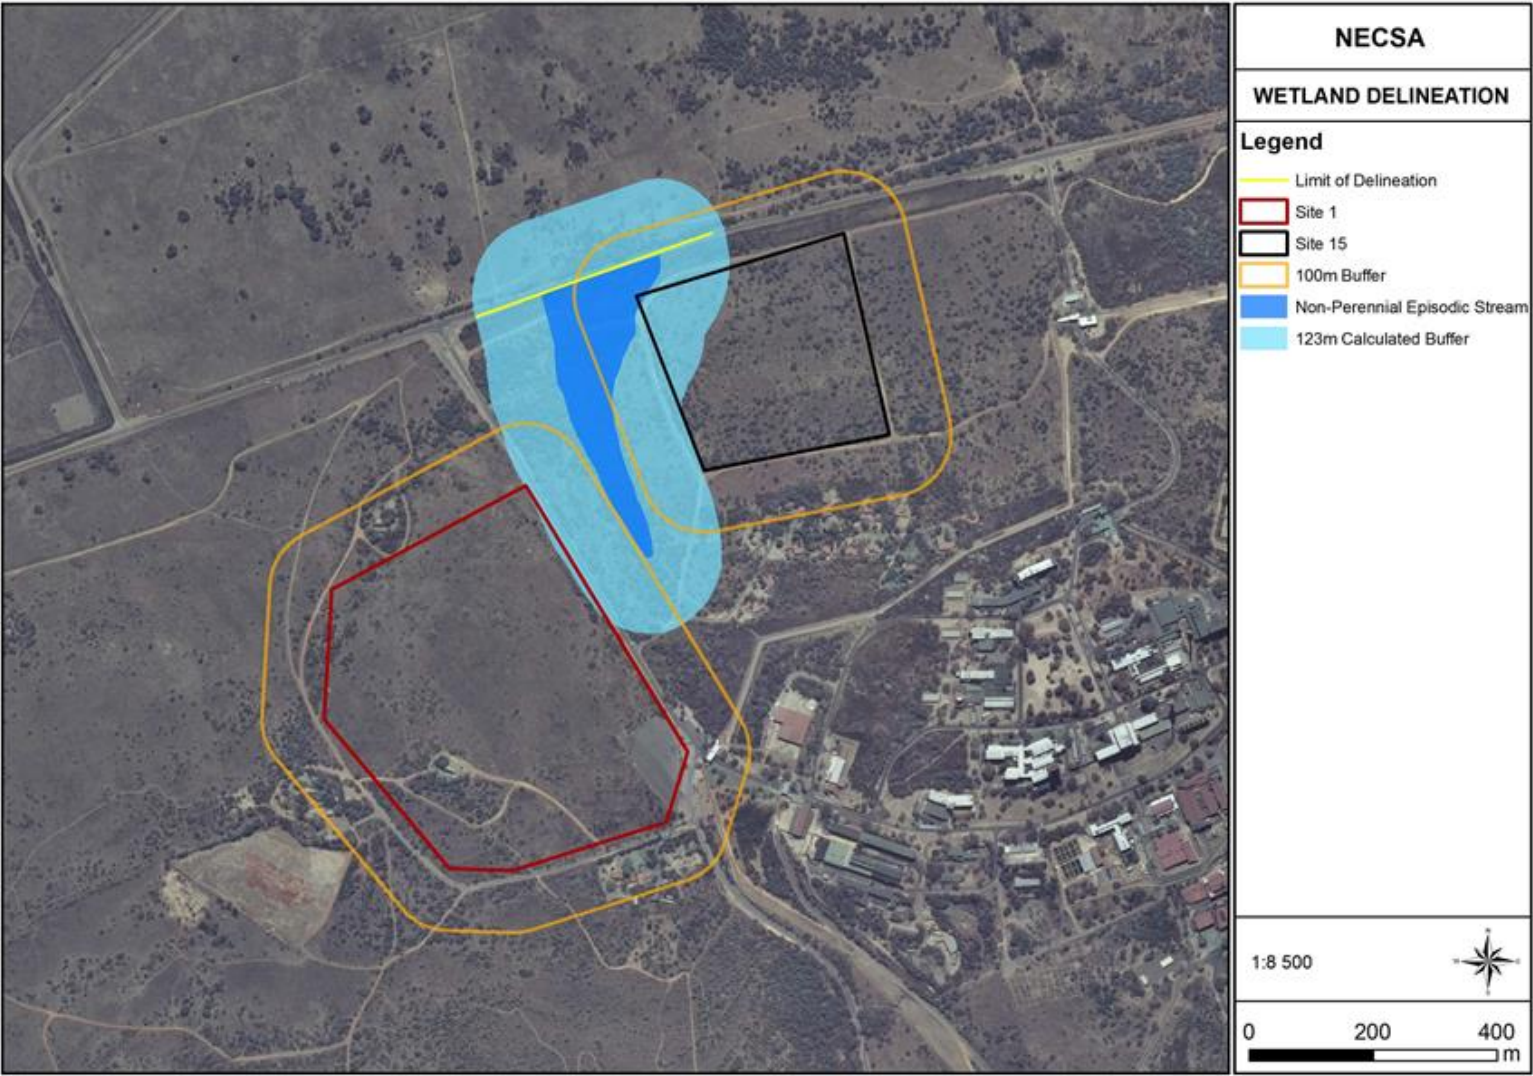 NECSA
WETLAND DELINEATION
Legend
Limit of Delineation
Site 1
Site 15
100m Buffer
Non-Perennial Episodic Stream
123m Calculated Buffer
1:8 500
0 200 400
m